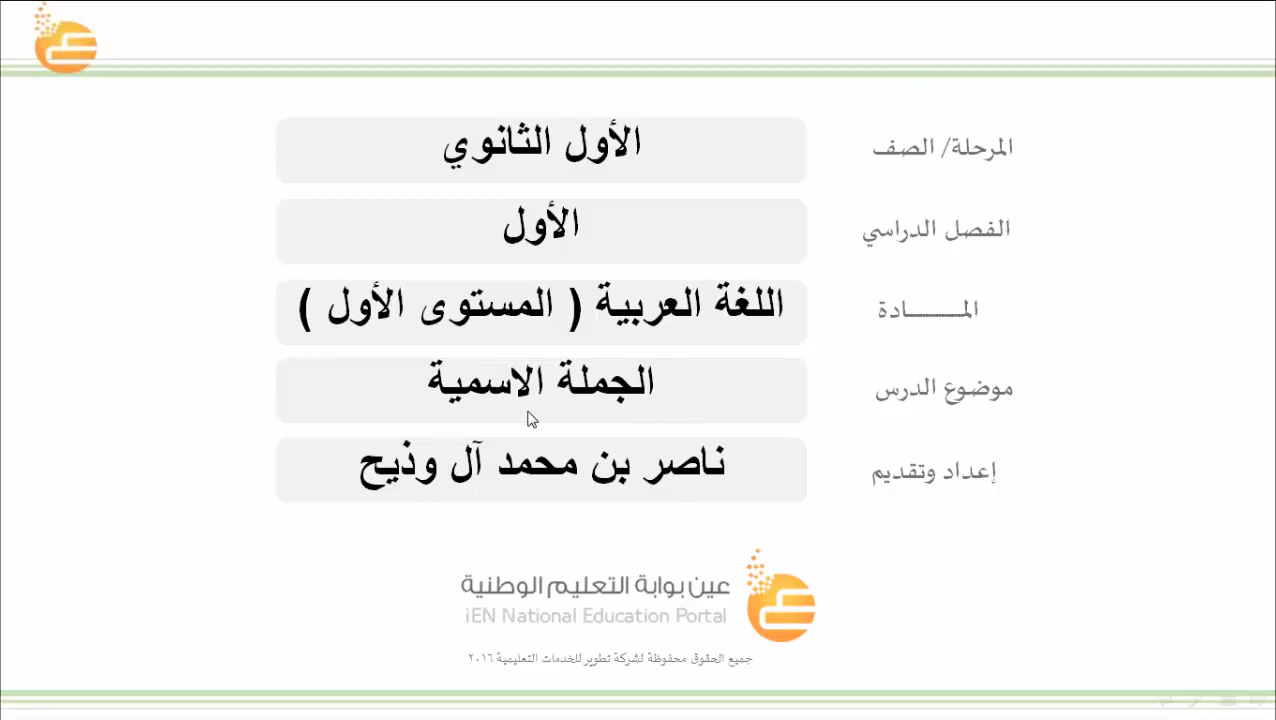 المرحلة/ الصف الأول الثانوي
الفصل الدراسي الأول
المـــــــــادة اللغة العربية ( المستوى الأول )
موضوع الدرس الجملة الاسمية
إعداد وتقديم ناصر بن محمد آل وذيح
عين بوابة التعليم الوطنية
iEN National Education Portal
جميع الحقوق محفوظة لشركة تطوير للخدمات التعليمية ٢٠١٦